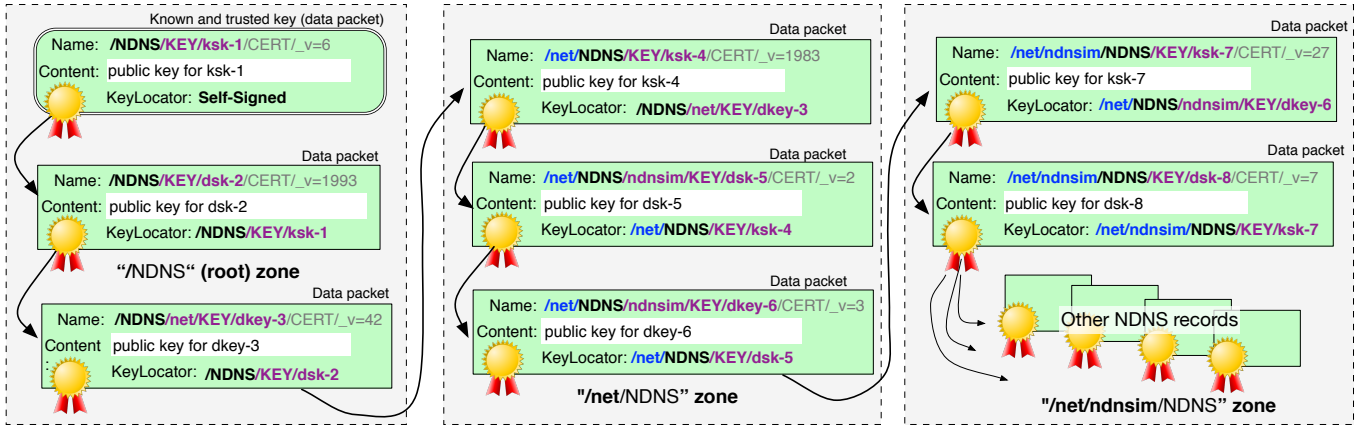 Known and trusted key (data packet)
Name: /NDNS/KEY/ksk-1/CERT/_v=6
Content: public key for ksk-1
KeyLocator: Self-Signed
Data packet
Name: /NDNS/KEY/dsk-2/CERT/_v=1993
Content: public key for dsk-2
KeyLocator: /NDNS/KEY/ksk-1
“/NDNS“ (root) zone
Data packet
Name: /NDNS/net/KEY/dkey-3/CERT/_v=42
Content public key for dkey-3
:
KeyLocator: /NDNS/KEY/dsk-2
Data packet
Name: /net/NDNS/KEY/ksk-4/CERT/_v=1983
Content: public key for ksk-4
KeyLocator: /NDNS/net/KEY/dkey-3
Data packet
Name: /net/NDNS/ndnsim/KEY/dsk-5/CERT/_v=2
Content: public key for dsk-5
KeyLocator: /net/NDNS/KEY/ksk-4
Data packet
Name: /net/NDNS/ndnsim/KEY/dkey-6/CERT/_v=3
Content: public key for dkey-6
KeyLocator: /net/NDNS/KEY/dsk-5
"/net/NDNS” zone
Data packet
Name: /net/ndnsim/NDNS/KEY/ksk-7/CERT/_v=27
Content: public key for ksk-7
KeyLocator: /net/NDNS/ndnsim/KEY/dkey-6
Data packet
Name: /net/ndnsim/NDNS/KEY/dsk-8/CERT/_v=7
Content: public key for dsk-8
KeyLocator: /net/ndnsim/NDNS/KEY/ksk-7
Other NDNS records
"/net/ndnsim/NDNS” zone